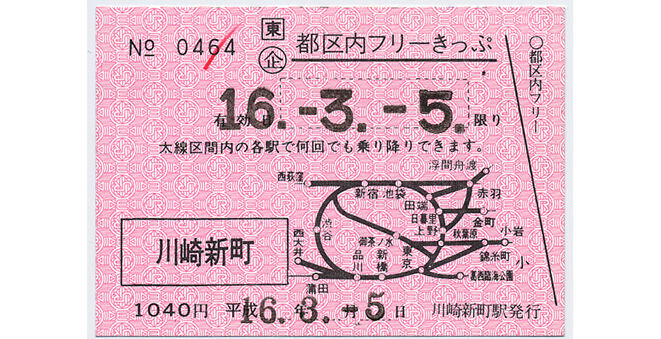 No 0464
東
企
都区内フリーきっぷ
○都区内フリー
有効日 16.-3.-5.限り
太線区間内の各駅で何回でも乗り降りできます。
浮間舟渡
西荻窪
新宿
池袋
赤羽
田端
日暮里
金町
上野
秋葉原
小岩
渋谷
御茶ノ水
錦糸町
小
西大井
品川
新橋
東京
葛西臨海公園
蒲田
川崎新町
1040円 平成16.年3.月-5日
川崎新町駅発行